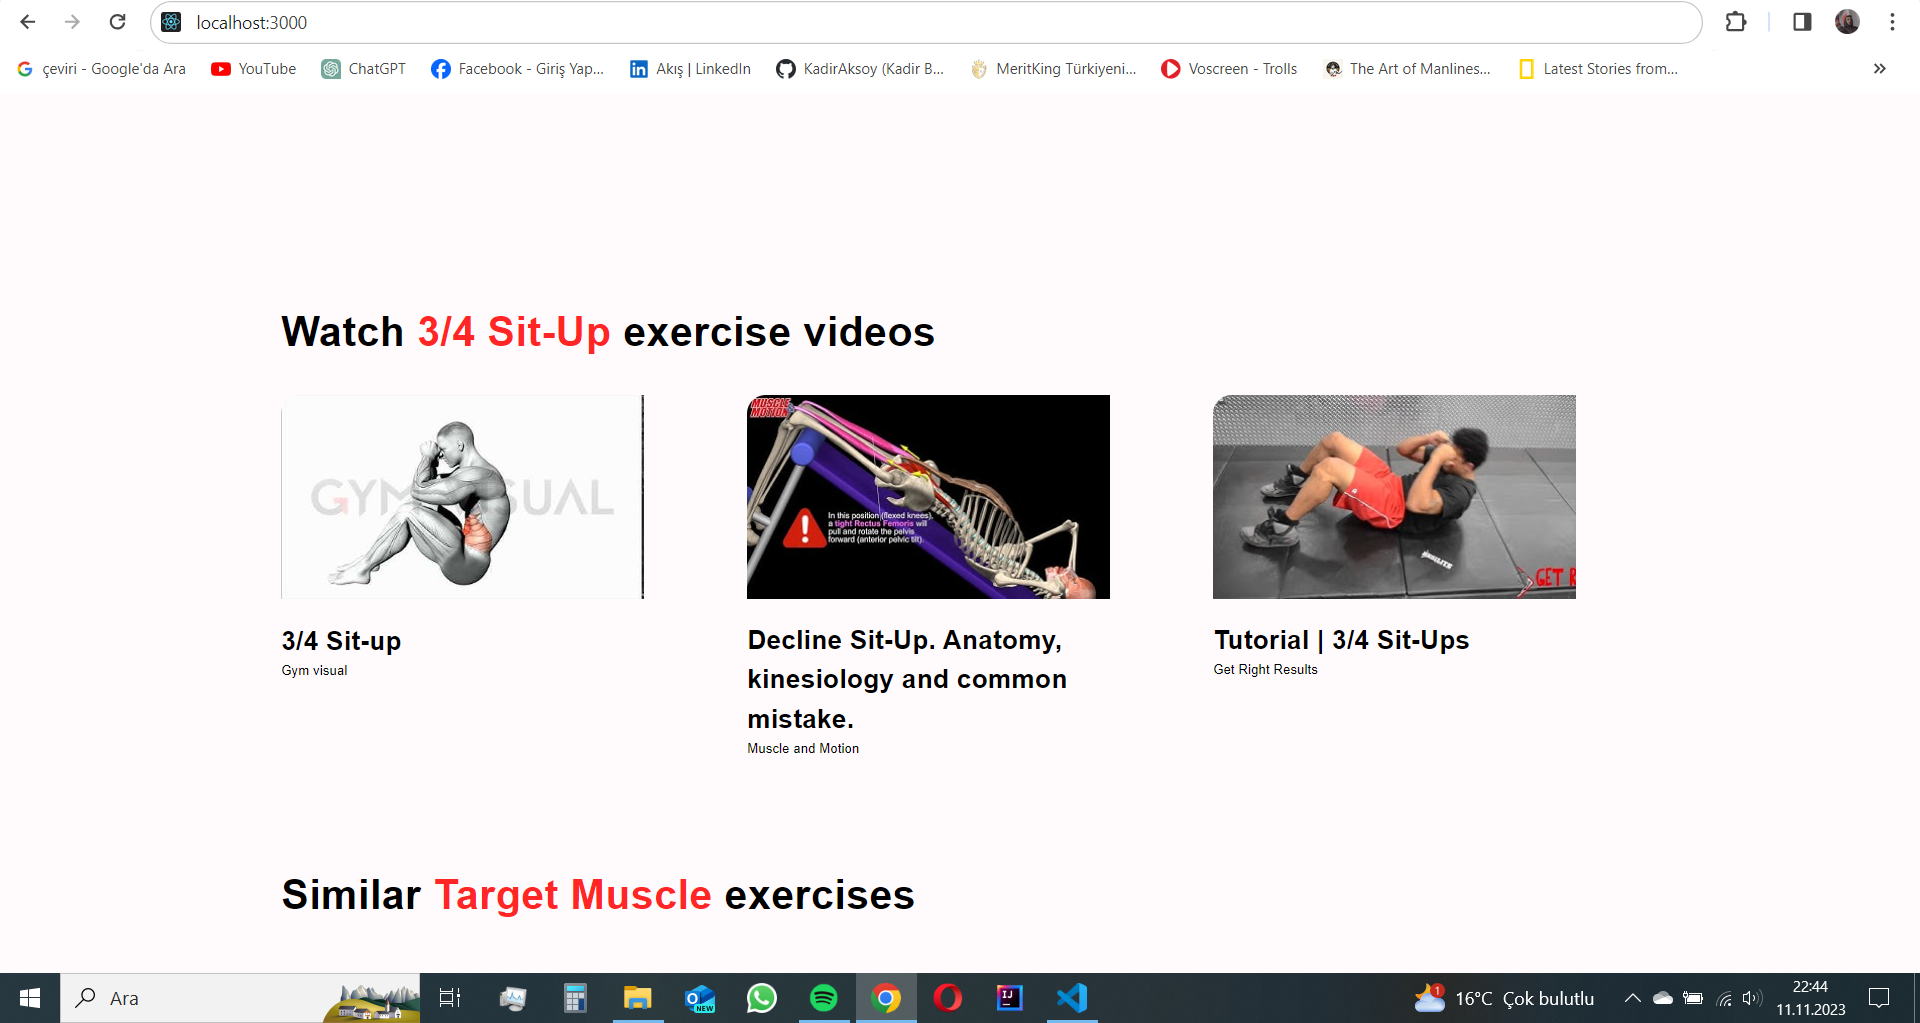 localhost:3000
çeviri - Google'da Ara
YouTube
ChatGPT
Facebook - Giriş Yap...
Akış | LinkedIn
KadirAksoy (Kadir B...
MeritKing Türkiyeni...
Voscreen - Trolls
The Art of Manlines...
Latest Stories from...
Watch 3/4 Sit-Up exercise videos
GYM VISUAL
MUSCLE
MOTION
In this position (flexed knees),
a tight Rectus Femoris will
pull and rotate the pelvis
forward (anterior pelvic tilt)
GET R
3/4 Sit-up
Gym visual
Decline Sit-Up. Anatomy,
kinesiology and common
mistake.
Muscle and Motion
Tutorial | 3/4 Sit-Ups
Get Right Results
Similar Target Muscle exercises
Ara
NEW
IJ
1
16°C Çok bulutlu
22:44
11.11.2023